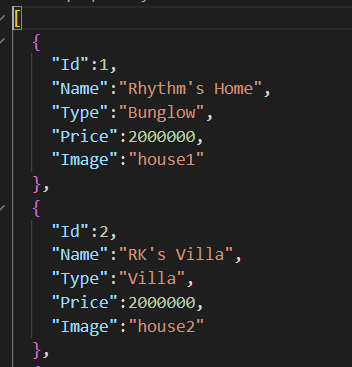 [
{
"Id":1,
"Name":"Rhythm's Home",
"Type":"Bunglow",
"Price":2000000,
"Image":"house1"
},
{
"Id":2,
"Name":"RK's Villa",
"Type":"Villa",
"Price":2000000,
"Image":"house2"
},